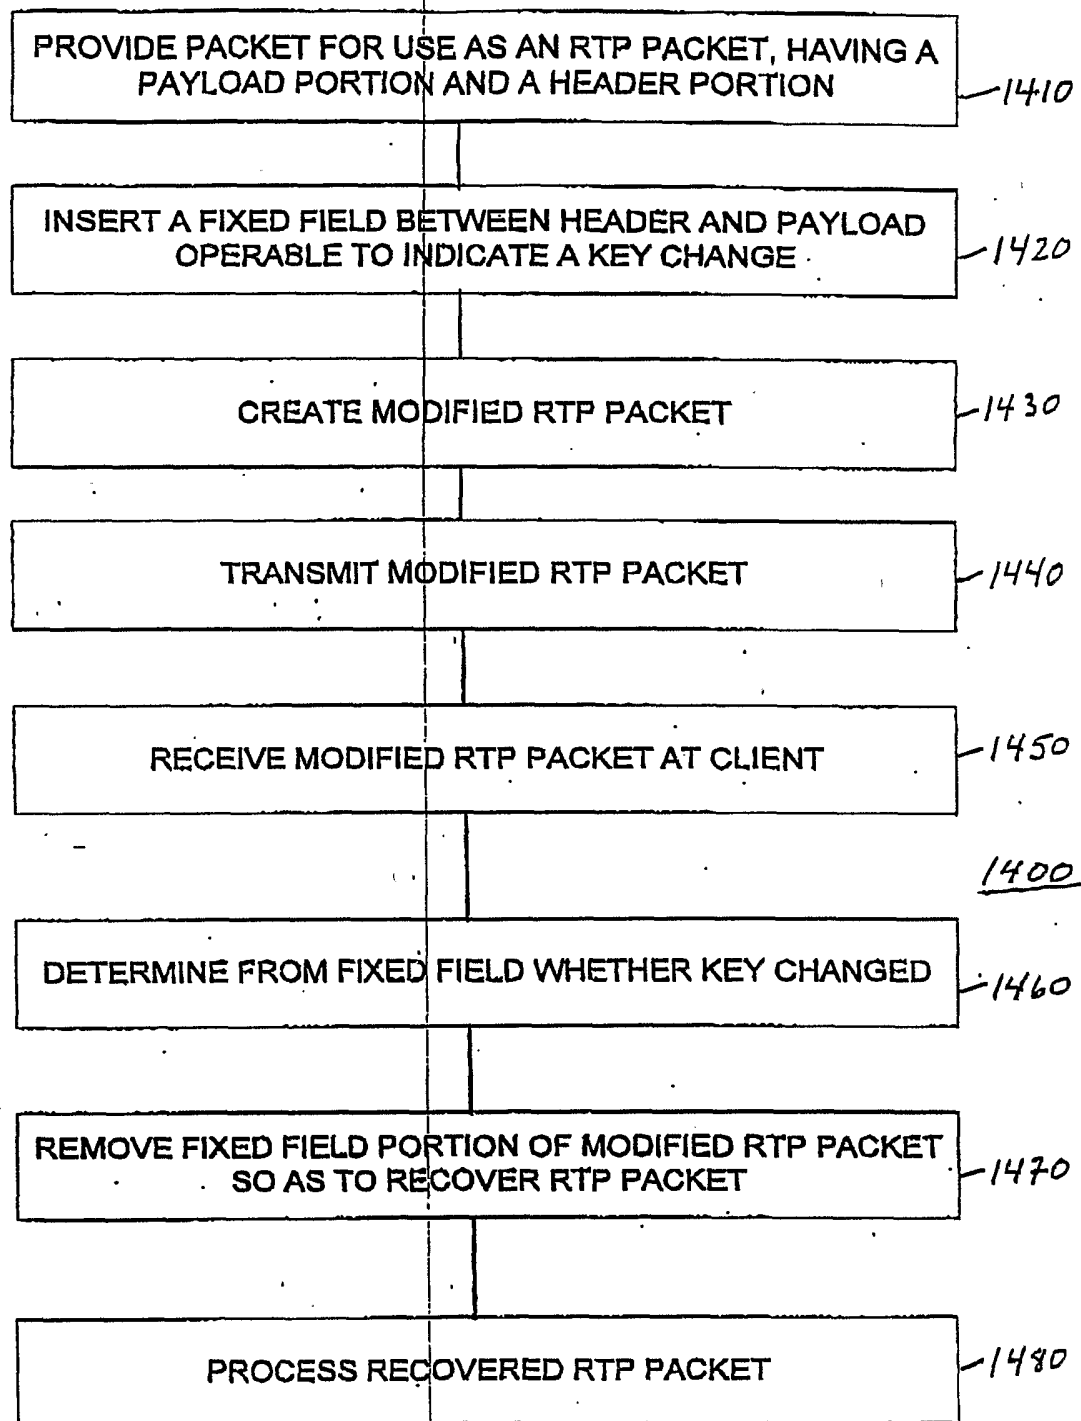 PROVIDE PACKET FOR USE AS AN RTP PACKET, HAVING A
PAYLOAD PORTION AND A HEADER PORTION
1410
INSERT A FIXED FIELD BETWEEN HEADER AND PAYLOAD
OPERABLE TO INDICATE A KEY CHANGE
1420
CREATE MODIFIED RTP PACKET
1430
TRANSMIT MODIFIED RTP PACKET
1440
RECEIVE MODIFIED RTP PACKET AT CLIENT
1450
1400
DETERMINE FROM FIXED FIELD WHETHER KEY CHANGED
1460
REMOVE FIXED FIELD PORTION OF MODIFIED RTP PACKET
SO AS TO RECOVER RTP PACKET
1470
PROCESS RECOVERED RTP PACKET
1480